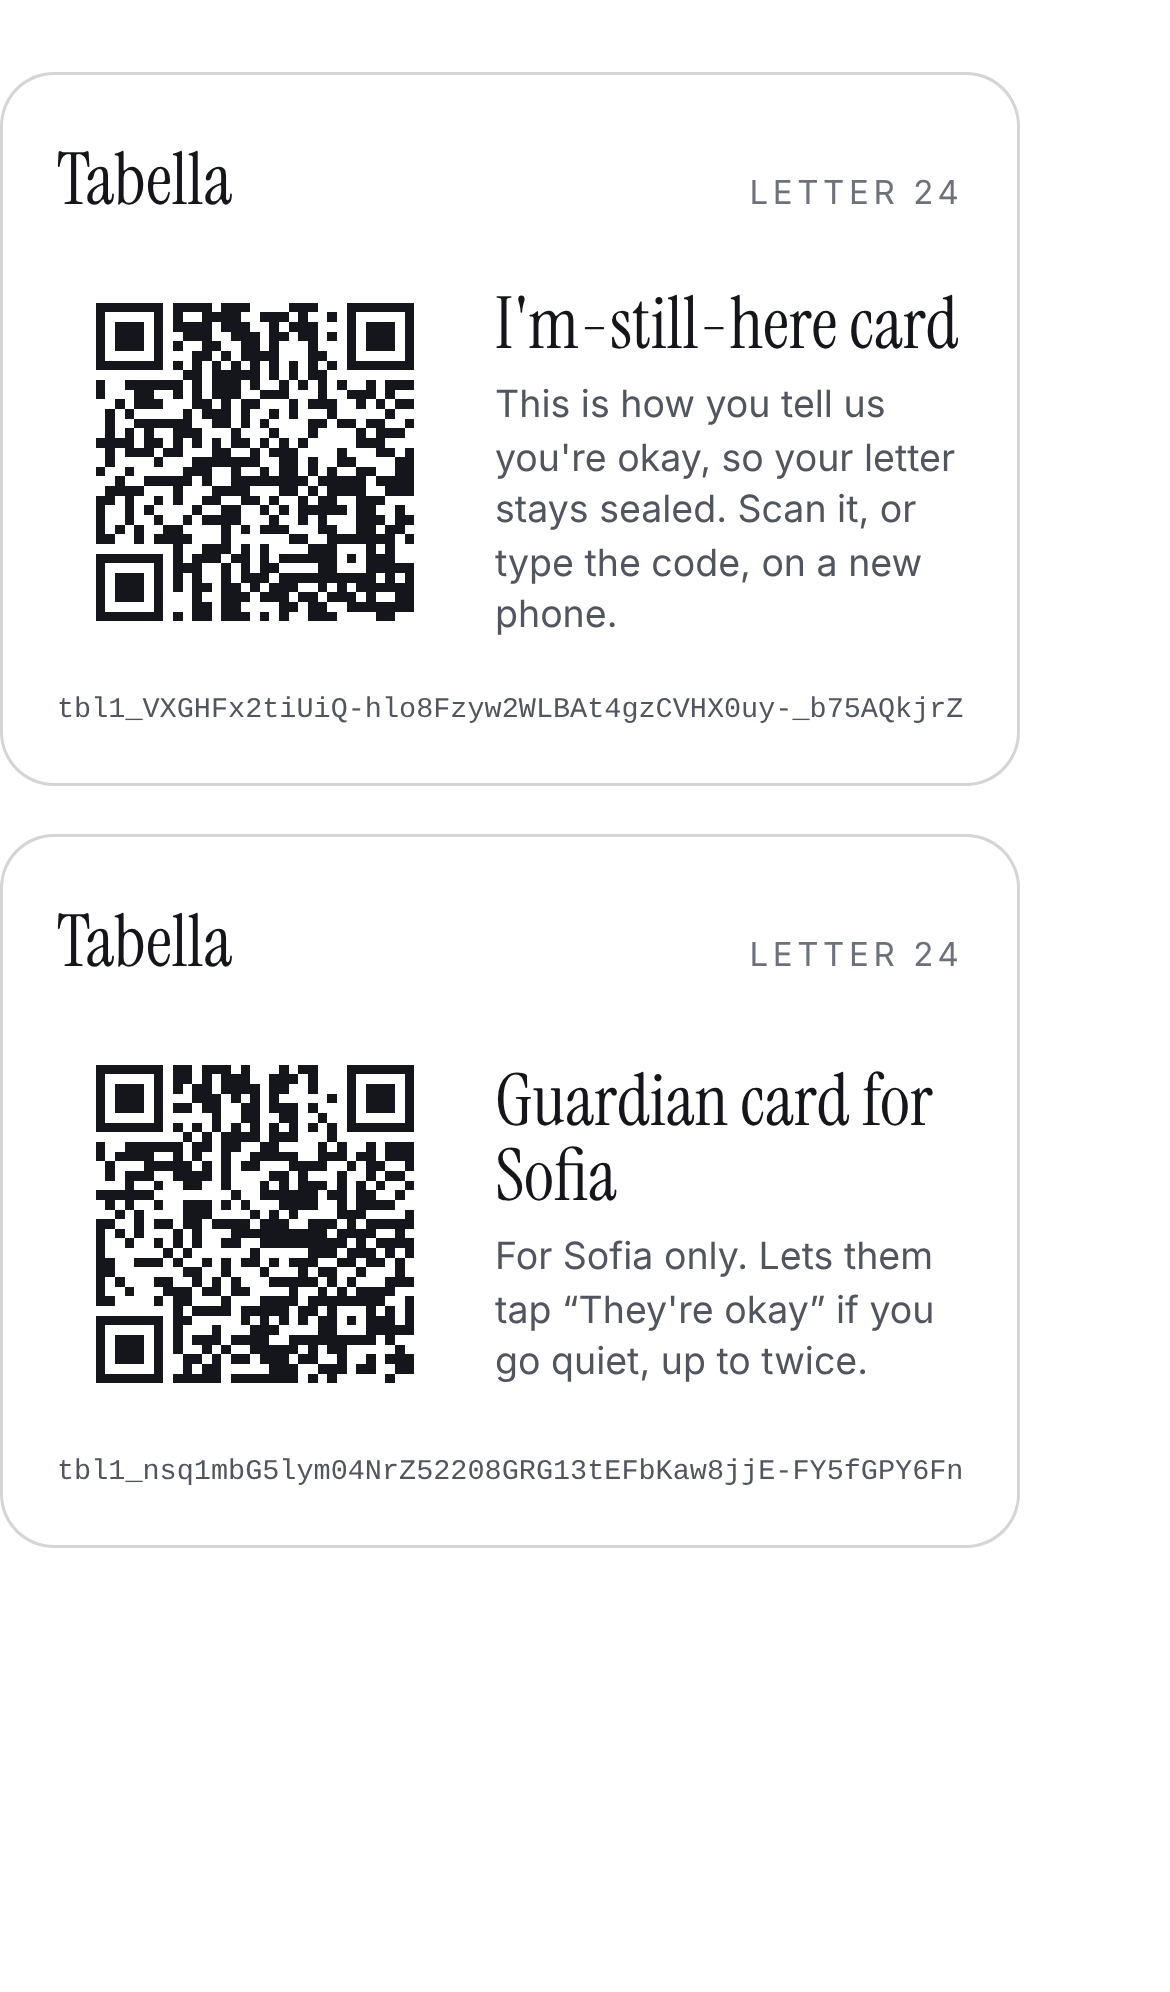 Tabella
LETTER 24
I'm-still-here card
This is how you tell us
you're okay, so your letter
stays sealed. Scan it, or
type the code, on a new
phone.
tbl1_VXGHFx2tiUiQ-hlo8Fzyw2WLBAt4gzCVHX0uy-_b75AQkjrZ
Tabella
LETTER 24
Guardian card for
Sofia
For Sofia only. Lets them
tap “They're okay” if you
go quiet, up to twice.
tbl1_nsq1mbG5lym04NrZ52208GRG13tEFbKaw8jjE-FY5fGPY6Fn